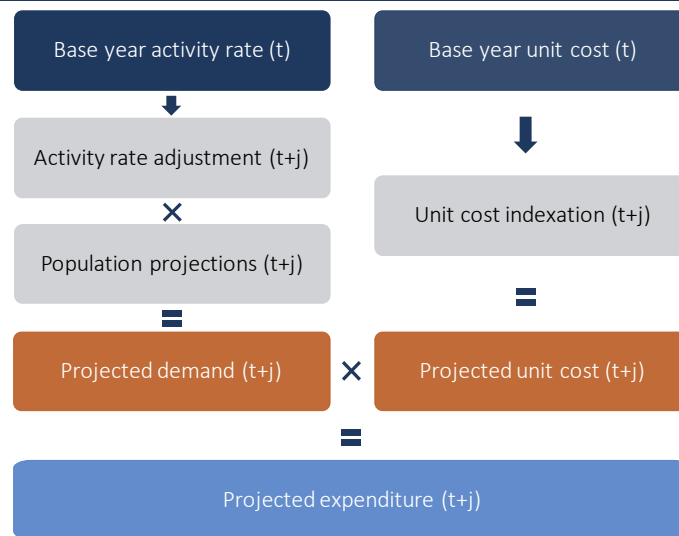 Base year activity rate (t)
Base year unit cost (t)
Activity rate adjustment (t+j)
×
Unit cost indexation (t+j)
Population projections (t+j)
=
=
Projected demand (t+j)
×
Projected unit cost (t+j)
=
Projected expenditure (t+j)